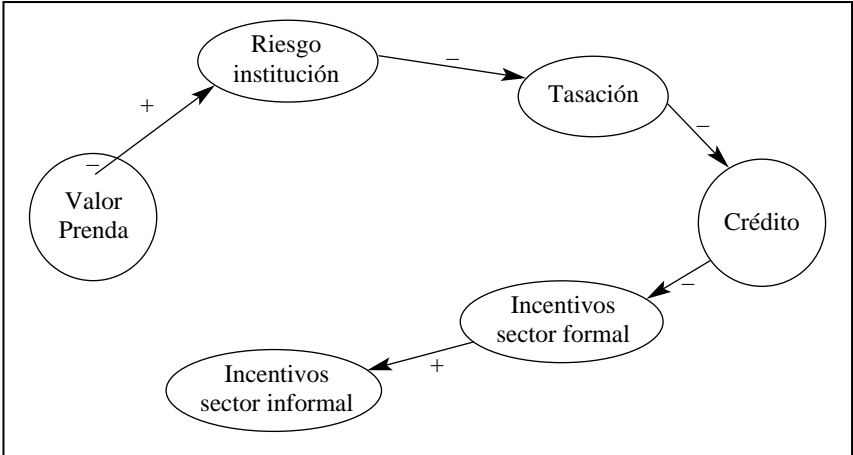 Riesgo
institución
–
Tasación
+
–
–
Valor
Prenda
Crédito
–
Incentivos
sector formal
+
Incentivos
sector informal